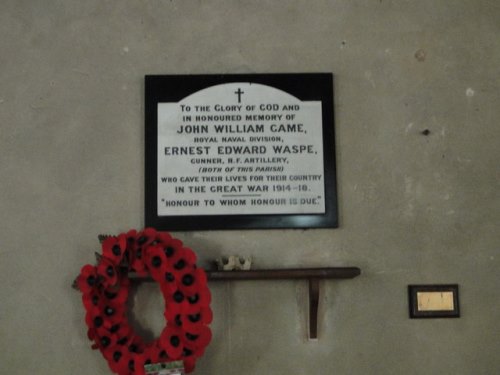 TO THE GLORY OF GOD AND
IN HONOURED MEMORY OF
JOHN WILLIAM GAME,
ROYAL NAVAL DIVISION,
ERNEST EDWARD WASPE,
GUNNER, R.F. ARTILLERY,
(BOTH OF THIS PARISH)
WHO GAVE THEIR LIVES FOR THEIR COUNTRY
IN THE GREAT WAR 1914-18.
"HONOUR TO WHOM HONOUR IS DUE."